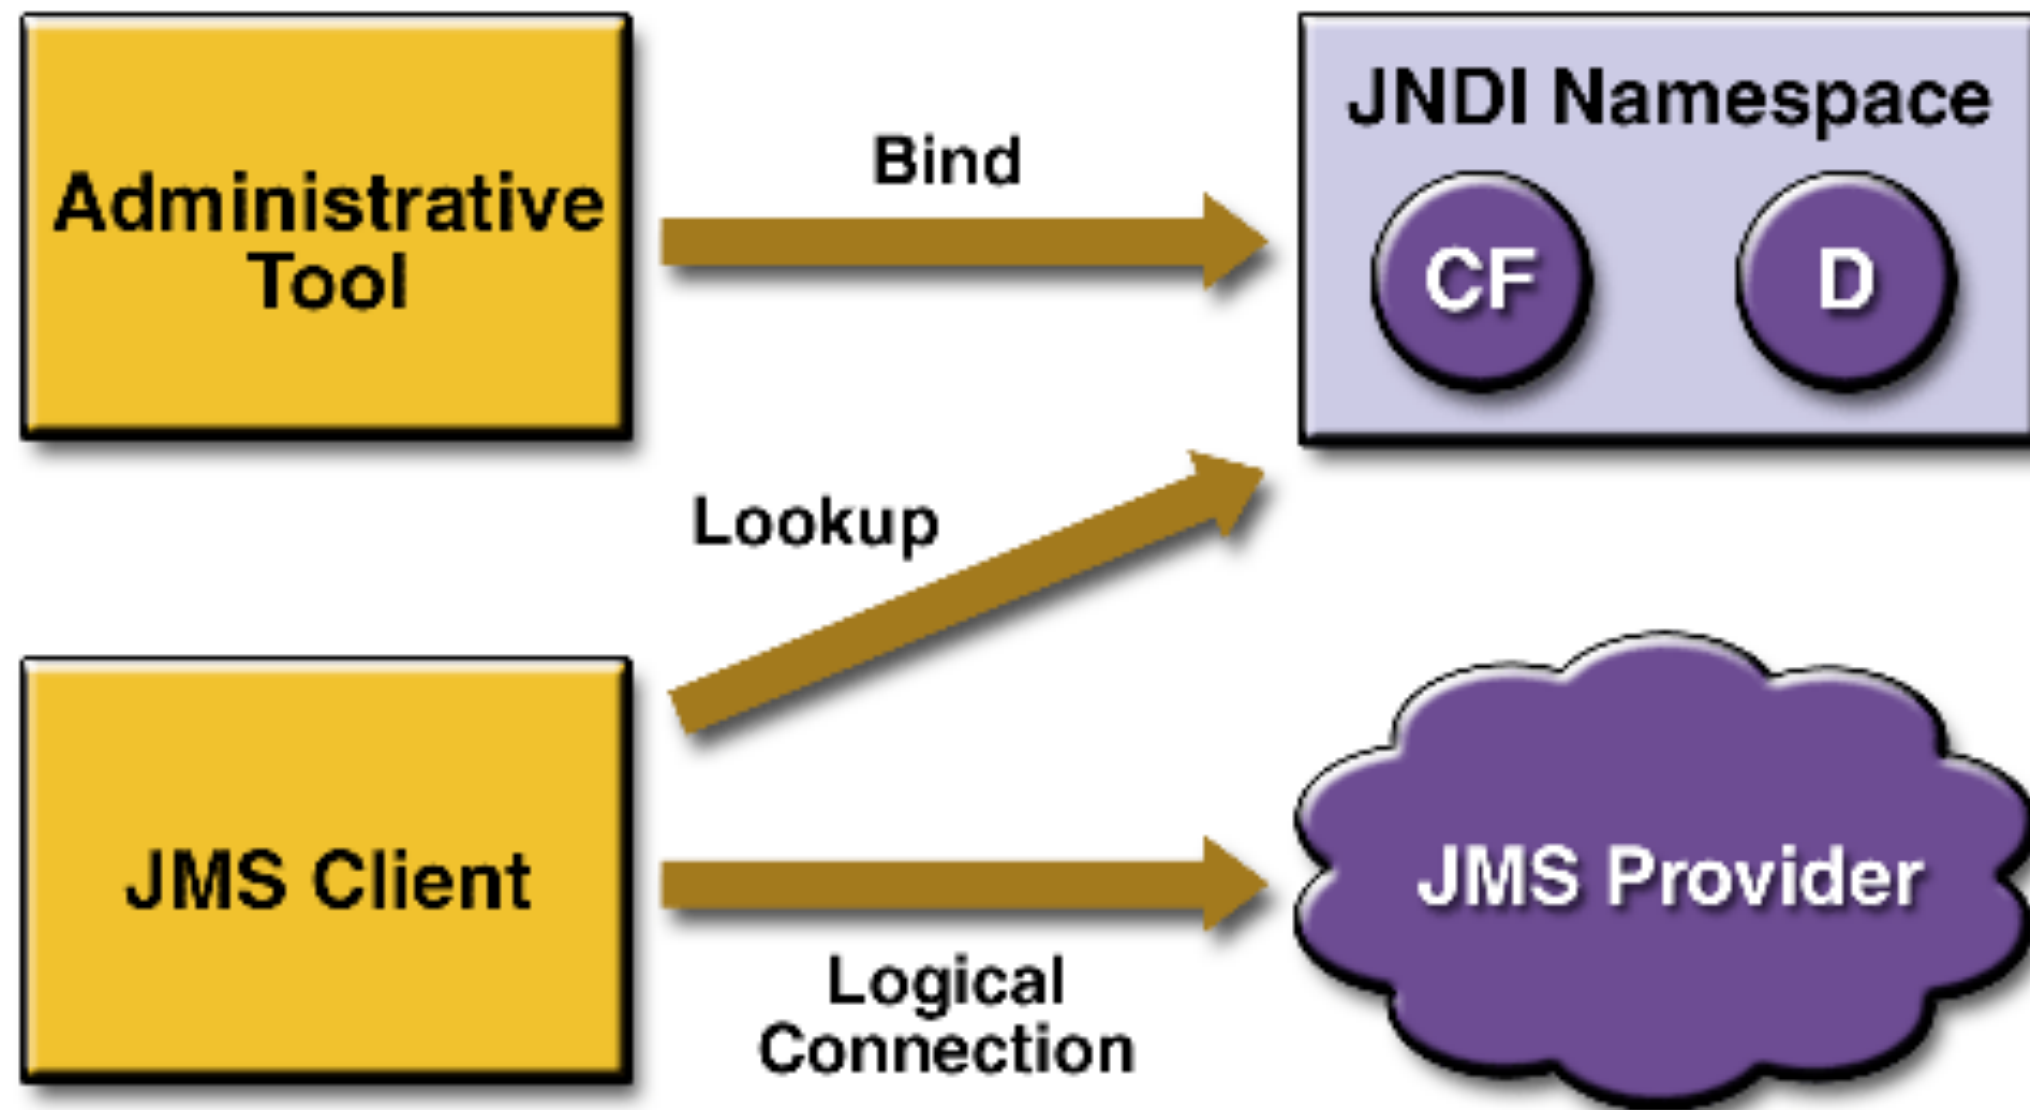 Administrative
Tool
Bind
JNDI Namespace
CF
D
Lookup
JMS Client
Logical
Connection
JMS Provider